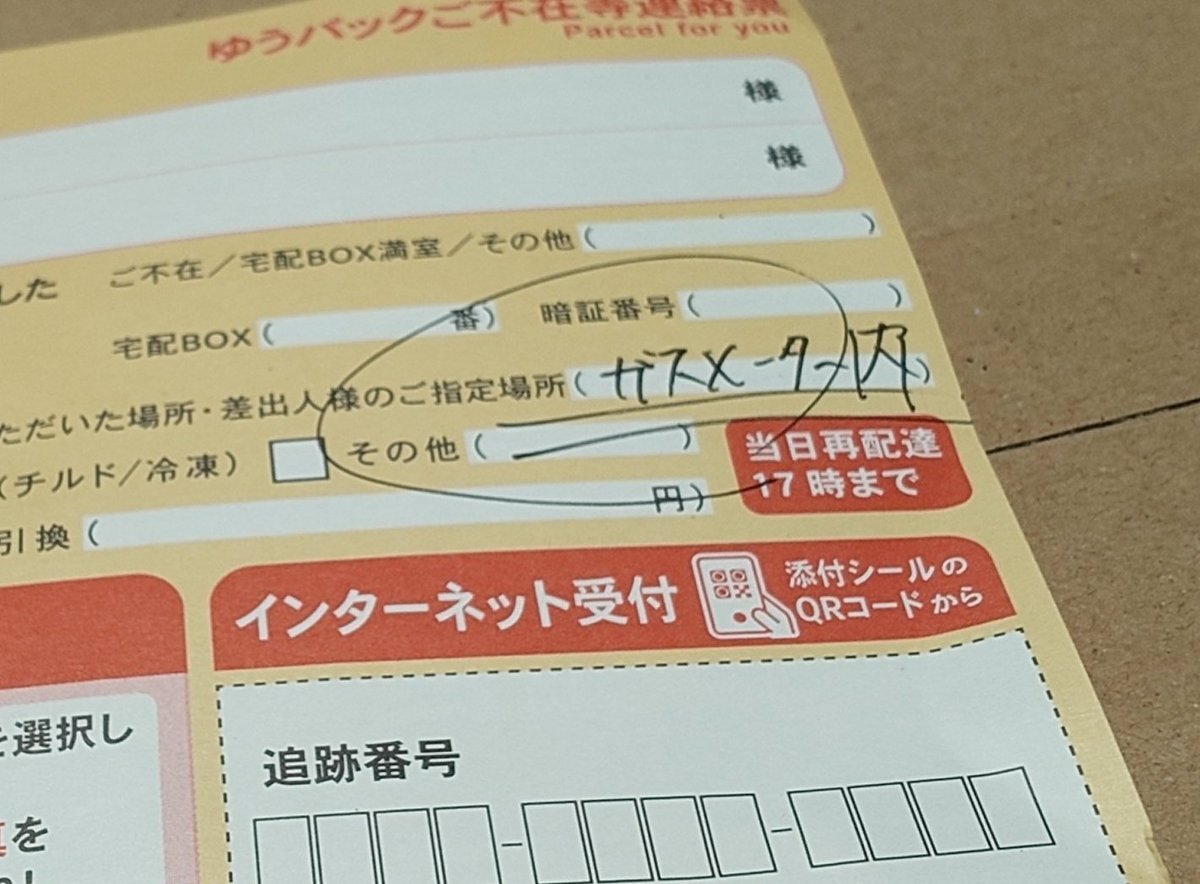 ゆうパックご不在等連絡票
Parcel for you
様
様
した ご不在／宅配BOX満室／その他( )
宅配BOX( 番) 暗証番号( )
ただいた場所・差出人様のご指定場所(ガスメーター内)
(チルド/冷凍) その他( )
引換( 円)
当日再配達
17時まで
インターネット受付
添付シールの
QRコードから
を選択し
追跡番号
を